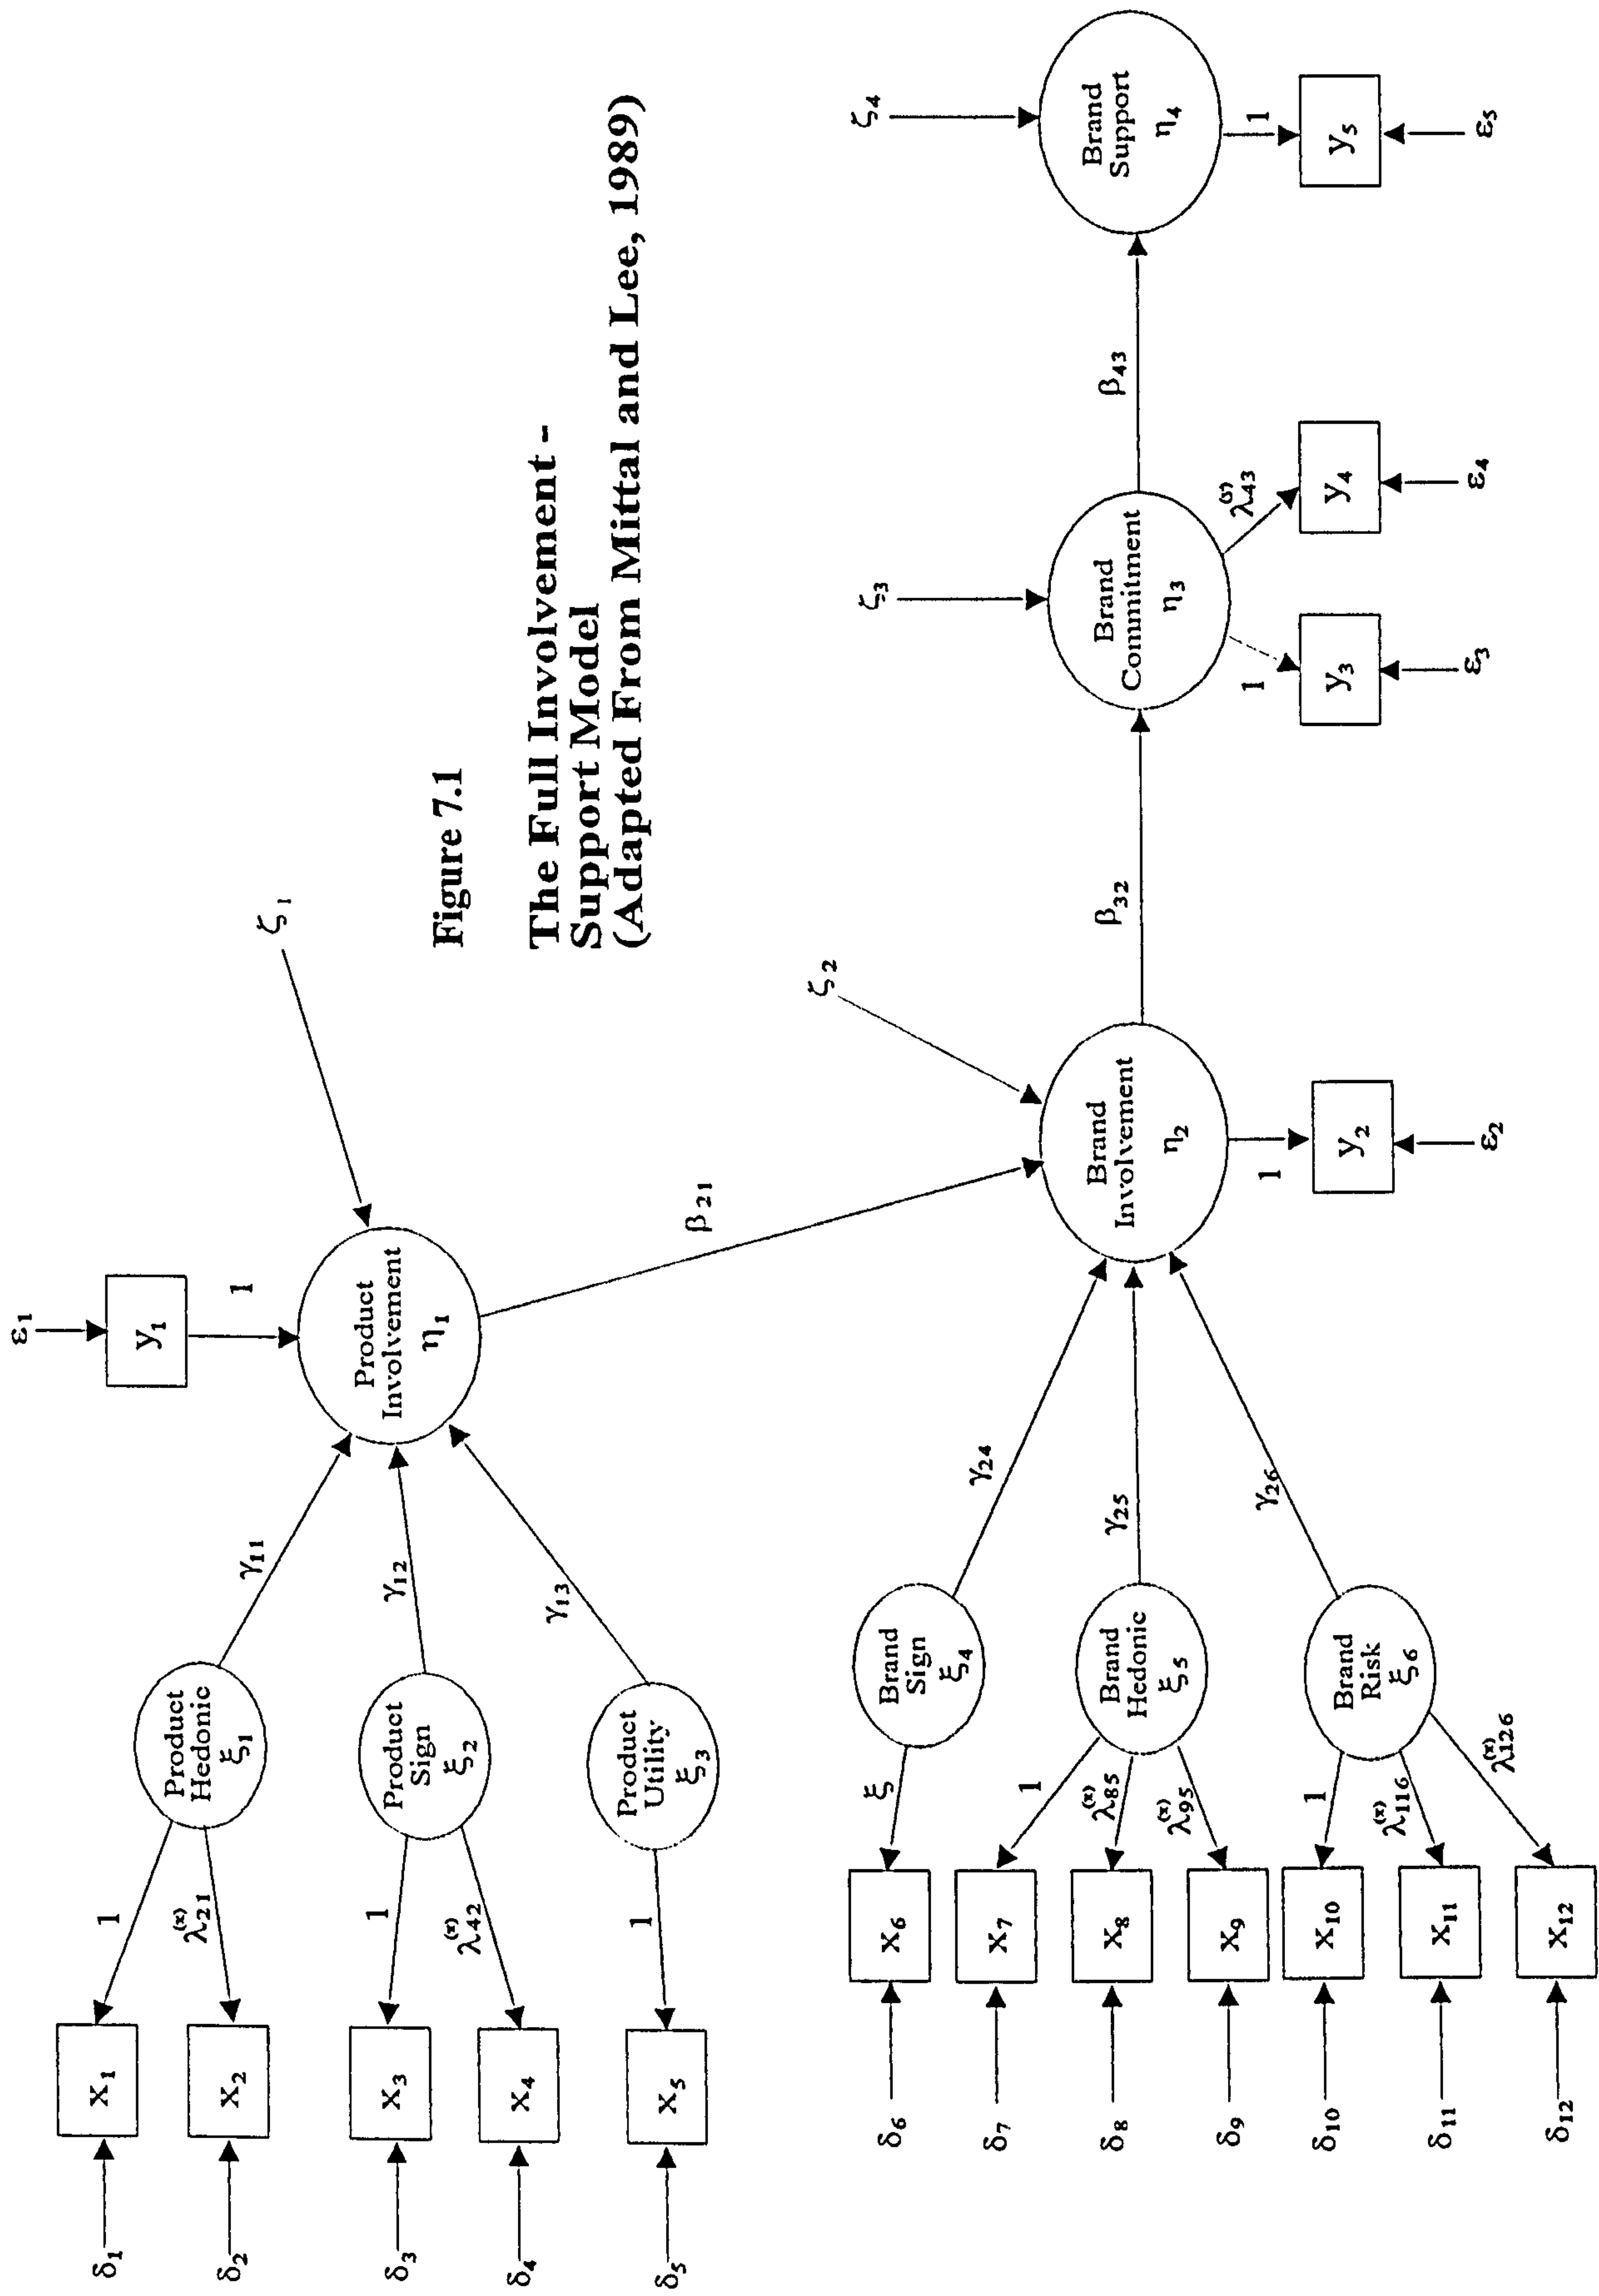 Figure 7.1
The Full Involvement -
Support Model
(Adapted From Mittal and Lee, 1989)
δ₁
x₁
1
δ₂
x₂
λ₂₁⁽ˣ⁾
Product
Hedonic
ξ₁
γ₁₁
δ₃
x₃
1
δ₄
x₄
λ₄₂⁽ˣ⁾
Product
Sign
ξ₂
γ₁₂
δ₅
x₅
1
Product
Utility
ξ₃
γ₁₃
ε₁
y₁
1
Product
Involvement
η₁
ζ₁
β₂₁
δ₆
x₆
ξ
Brand
Sign
ξ₄
γ₂₄
δ₇
x₇
1
δ₈
x₈
λ₈₅⁽ˣ⁾
δ₉
x₉
λ₉₅⁽ˣ⁾
Brand
Hedonic
ξ₅
γ₂₅
δ₁₀
x₁₀
1
δ₁₁
x₁₁
λ₁₁₆⁽ˣ⁾
δ₁₂
x₁₂
λ₁₂₆⁽ˣ⁾
Brand
Risk
ξ₆
γ₂₆
ζ₂
Brand
Involvement
η₂
1
y₂
ε₂
β₃₂
ζ₃
Brand
Commitment
η₃
1
y₃
ε₃
λ₄₃⁽ʸ⁾
y₄
ε₄
β₄₃
ζ₄
Brand
Support
η₄
1
y₅
ε₅